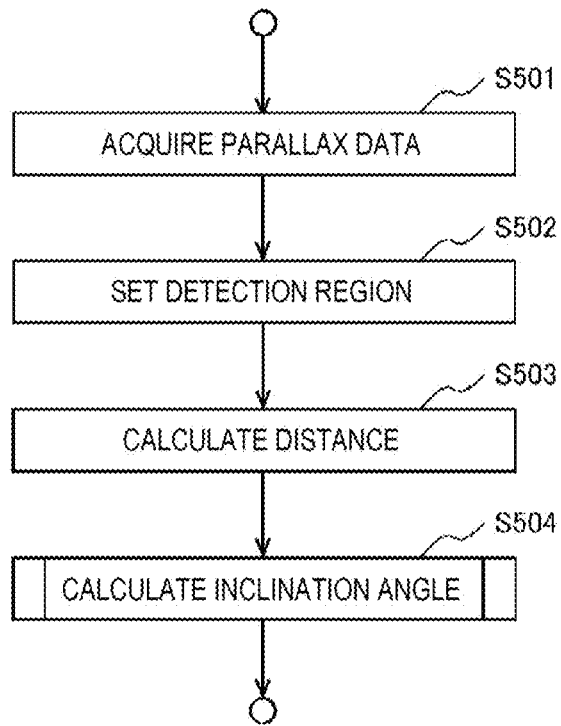 S501
ACQUIRE PARALLAX DATA
S502
SET DETECTION REGION
S503
CALCULATE DISTANCE
S504
CALCULATE INCLINATION ANGLE